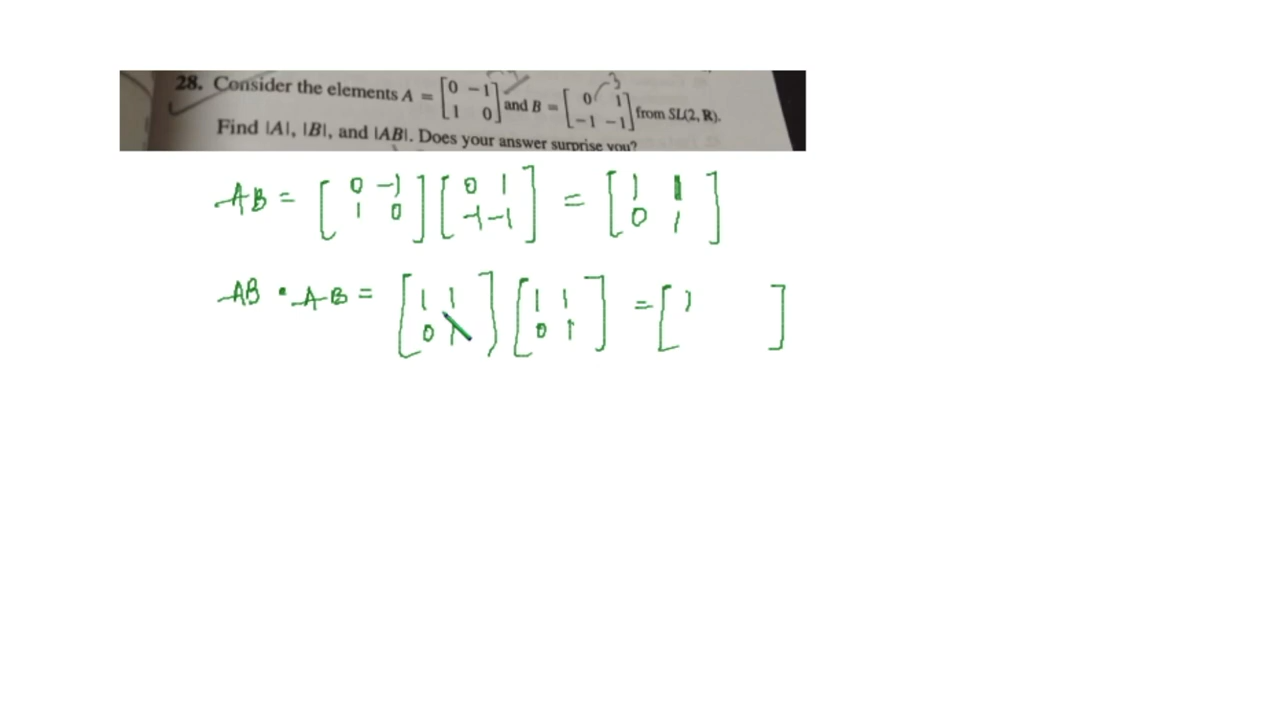 28. Consider the elements A = [0 −1 and B = [0 1 from SL(2, R).
1 0] −1 −1]
Find |A|, |B|, and |AB|. Does your answer surprise you?
AB = [0 −1 [0 1 = [1 1
1 0] −1 −1] 0 1]
AB · AB = [1 1 [1 1 = [1 ]
0 1] 0 1]